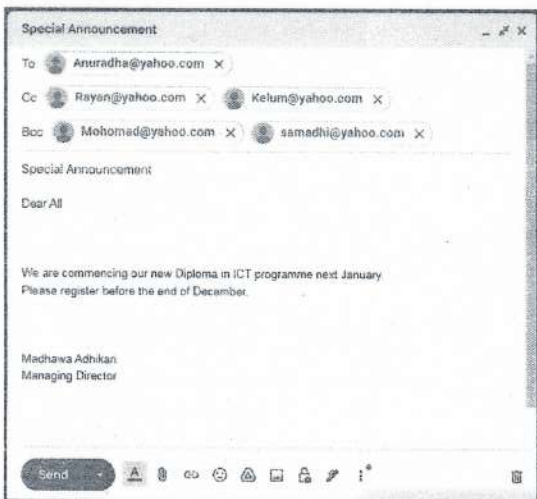 Special Announcement
To Anuradha@yahoo.com
Cc Rayan@yahoo.com Kelum@yahoo.com
Bcc Mohomad@yahoo.com samadhi@yahoo.com
Special Announcement
Dear All
We are commencing our new Diploma in ICT programme next January.
Please register before the end of December.
Madhawa Adhikari
Managing Director
Send